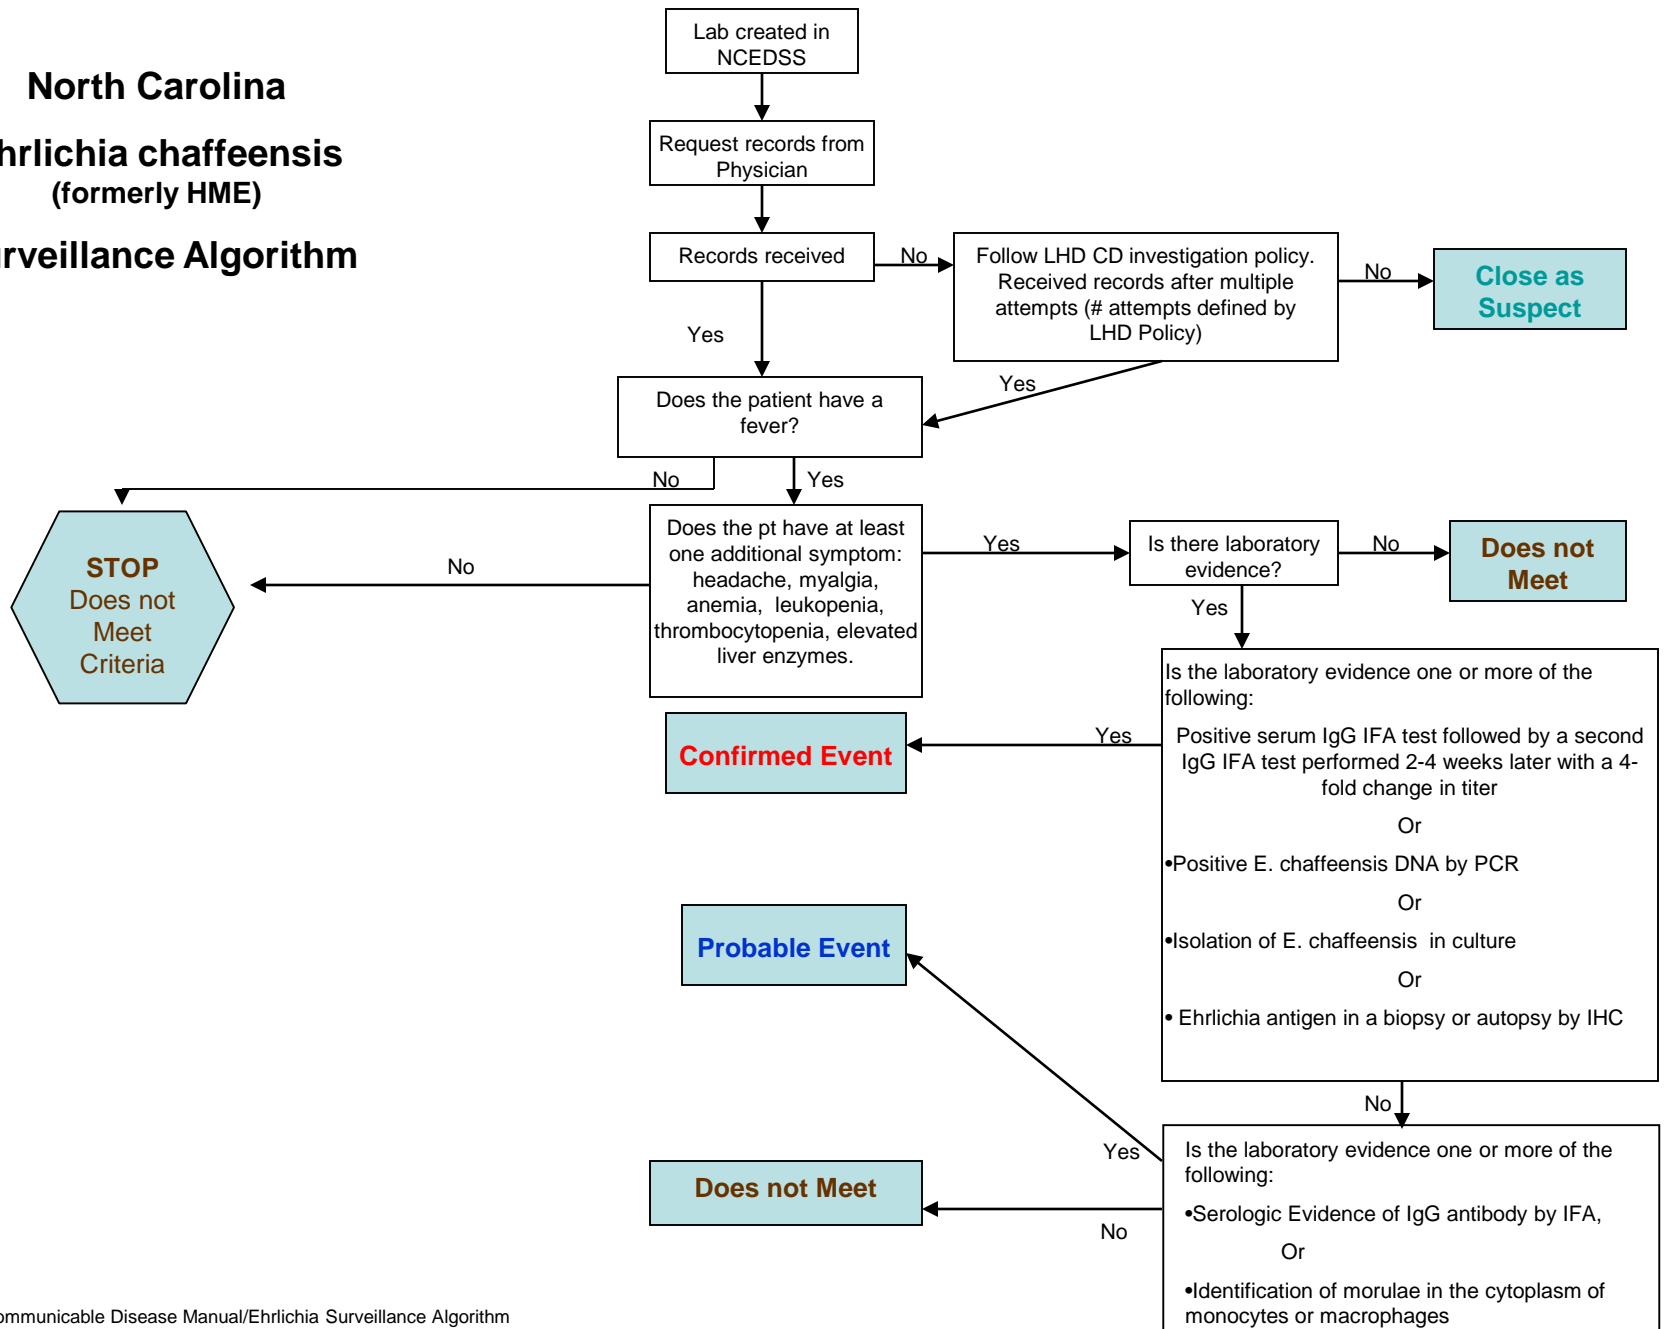 Lab created in
NCEDSS
North Carolina
hrlichia chaffeensis
(formerly HME)
urveillance Algorithm
Request records from
Physician
Records received
No
Follow LHD CD investigation policy.
Received records after multiple
attempts (# attempts defined by
LHD Policy)
No
Close as
Suspect
Yes
Yes
Does the patient have a
fever?
No
Yes
STOP
Does not
Meet
Criteria
No
Does the pt have at least
one additional symptom:
headache, myalgia,
anemia, leukopenia,
thrombocytopenia, elevated
liver enzymes.
Yes
Is there laboratory
evidence?
No
Does not
Meet
Yes
Is the laboratory evidence one or more of the
following:
Positive serum IgG IFA test followed by a second
IgG IFA test performed 2-4 weeks later with a 4-
fold change in titer
Or
•Positive E. chaffeensis DNA by PCR
Or
•Isolation of E. chaffeensis in culture
Or
• Ehrlichia antigen in a biopsy or autopsy by IHC
Yes
Confirmed Event
Probable Event
No
Yes
Is the laboratory evidence one or more of the
following:
•Serologic Evidence of IgG antibody by IFA,
Or
•Identification of morulae in the cytoplasm of
monocytes or macrophages
Does not Meet
No
ommunicable Disease Manual/Ehrlichia Surveillance Algorithm